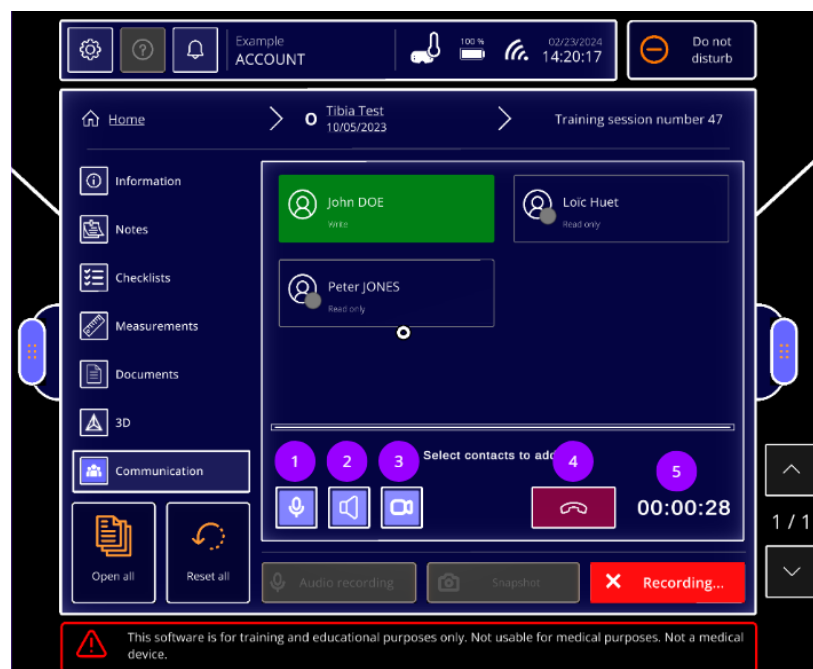 Example
ACCOUNT
100 %
02/23/2024
14:20:17
Do not
disturb
Home
Tibia Test
10/05/2023
Training session number 47
Information
Notes
Checklists
Measurements
Documents
3D
Communication
John DOE
Write
Loïc Huet
Read only
Peter JONES
Read only
Select contacts to add
1
2
3
4
5
00:00:28
Open all
Reset all
Audio recording
Snapshot
Recording...
1 / 1
This software is for training and educational purposes only. Not usable for medical purposes. Not a medical
device.